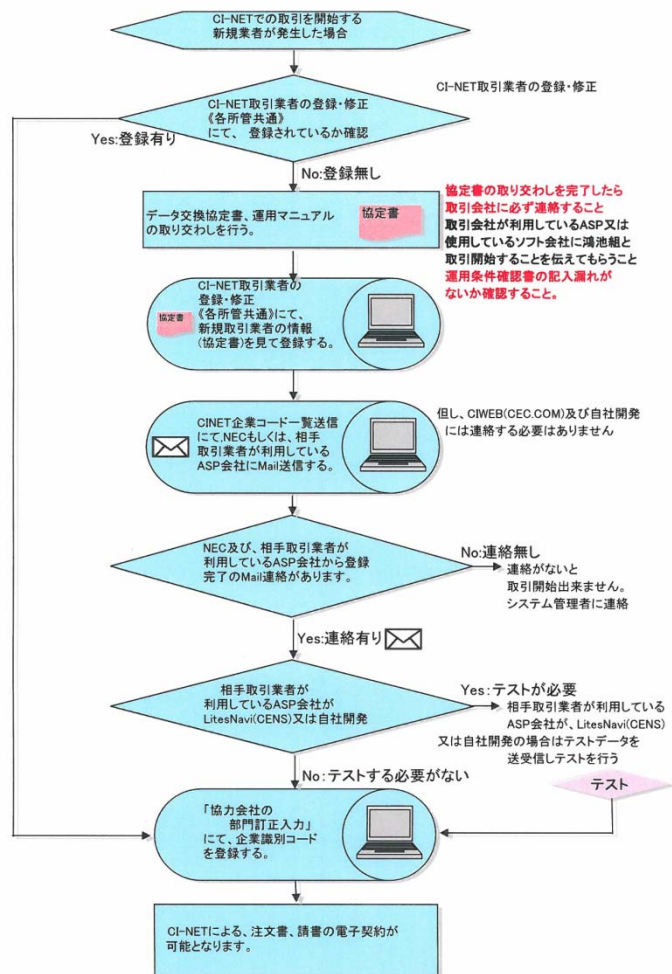 CI-NETでの取引を開始する
新規業者が発生した場合
CI-NET取引業者の登録・修正
CI-NET取引業者の登録・修正
《各所管共通》
にて、 登録されているか確認
Yes:登録有り
No:登録無し
データ交換協定書、運用マニュアル
の取り交わしを行う。
協定書
協定書の取り交わしを完了したら
取引会社に必ず連絡すること
取引会社が利用しているASP又は
使用しているソフト会社に鴻池組と
取引開始することを伝えてもらうこと
運用条件確認書の記入漏れが
ないか確認すること。
協定書
CI-NET取引業者の
登録・修正
《各所管共通》にて、
新規取引業者の情報
(協定書)を見て登録する。
CINET企業コード一覧送信
にて,NECもしくは、相手
取引業者が利用している
ASP会社にMail送信する。
但し、CIWEB(CEC.COM)及び自社開発
には連絡する必要はありません
NEC及び、相手取引業者が
利用しているASP会社から登録
完了のMail連絡があります。
No:連絡無し
連絡がないと
取引開始出来ません。
システム管理者に連絡
Yes:連絡有り
相手取引業者が
利用しているASP会社が
LitesNavi(CENS)又は自社開発
Yes:テストが必要
相手取引業者が利用している
ASP会社が、LitesNavi(CENS)
又は自社開発の場合はテストデータを
送受信しテストを行う
No:テストする必要がない
テスト
「協力会社の
部門訂正入力」
にて、企業識別コード
を登録する。
CI-NETによる、注文書、請書の電子契約が
可能となります。